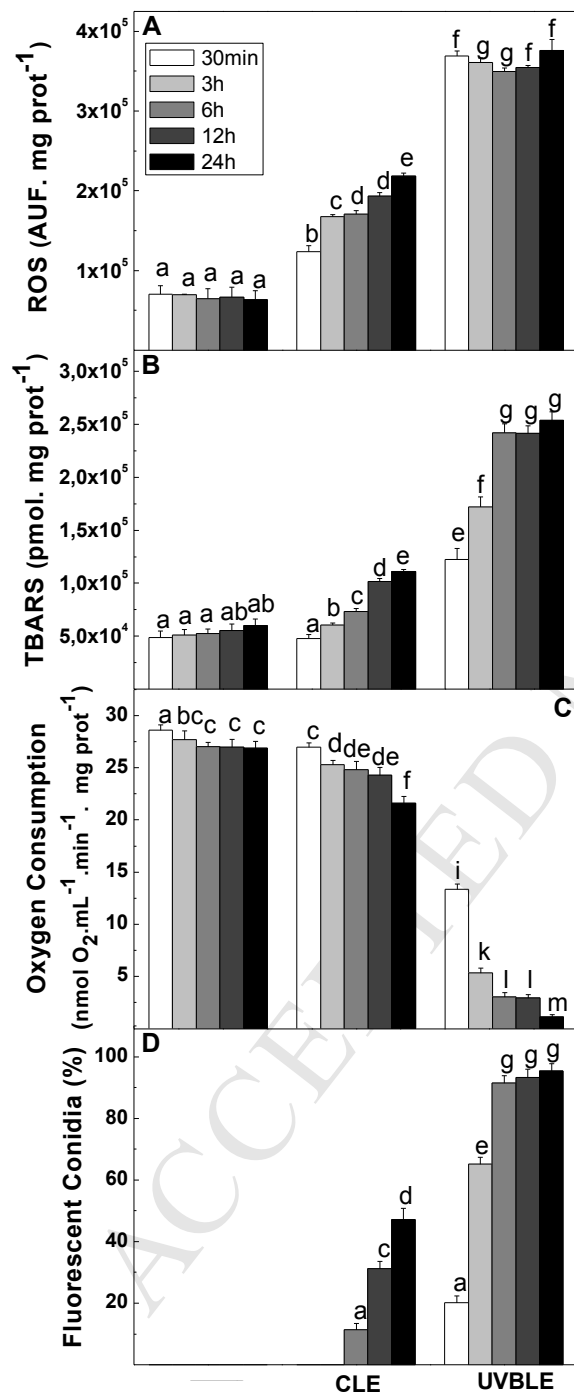 A
30min
3h
6h
12h
24h
4x10⁵
3x10⁵
2x10⁵
1x10⁵
ROS (AUF. mg prot⁻¹)
a a a a a
b c d d e
f g g f f
B
3,0x10⁵
2,5x10⁵
2,0x10⁵
1,5x10⁵
1,0x10⁵
5,0x10⁴
TBARS (pmol. mg prot⁻¹)
a a a ab ab
a b c d e
e f g g g
C
30
25
20
15
10
5
Oxygen Consumption
(nmol O₂.mL⁻¹.min⁻¹. mg prot⁻¹)
a bc c c c
c d de de f
i k l l m
D
100
80
60
40
20
Fluorescent Conidia (%)
a c d
a e g g g
CLE UVBLE
ACCEPTED